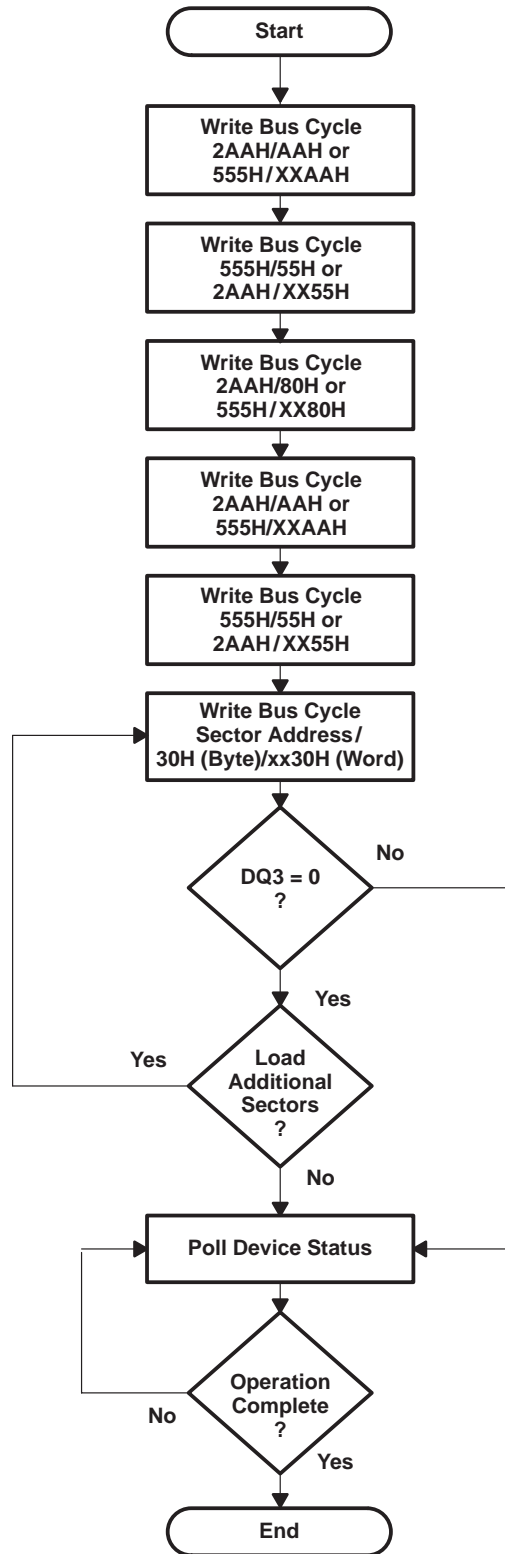 Start
Write Bus Cycle
2AAH/AAH or
555H/XXAAH
Write Bus Cycle
555H/55H or
2AAH/XX55H
Write Bus Cycle
2AAH/80H or
555H/XX80H
Write Bus Cycle
2AAH/AAH or
555H/XXAAH
Write Bus Cycle
555H/55H or
2AAH/XX55H
Write Bus Cycle
Sector Address/
30H (Byte)/xx30H (Word)
No
DQ3 = 0
?
Yes
Yes
Load
Additional
Sectors
?
No
Poll Device Status
Operation
Complete
?
No
Yes
End